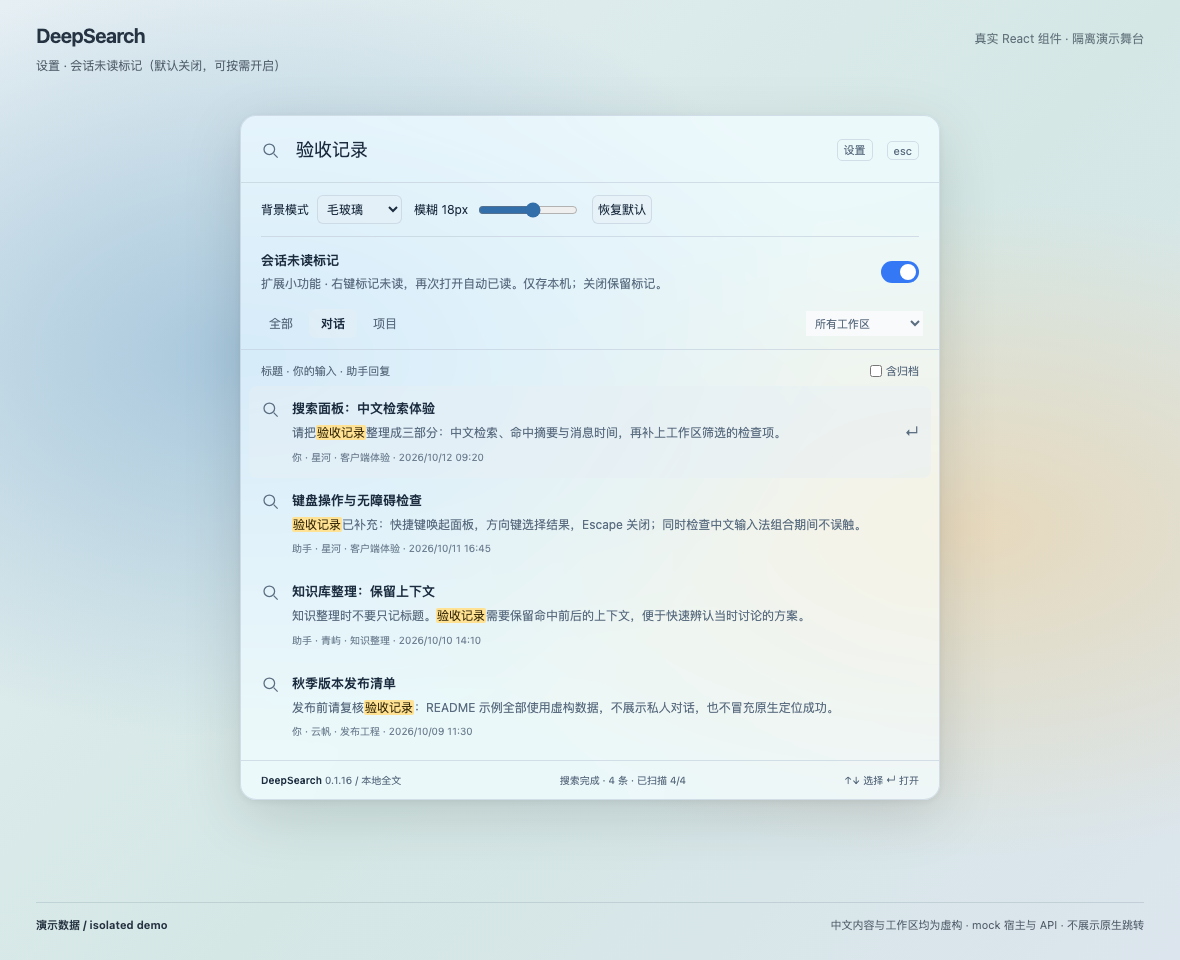 DeepSearch
真实 React 组件 · 隔离演示舞台
设置 · 会话未读标记（默认关闭，可按需开启）
验收记录
设置
esc
背景模式
毛玻璃
模糊 18px
恢复默认
会话未读标记
扩展小功能 · 右键标记未读，再次打开自动已读。仅存本机；关闭保留标记。
全部
对话
项目
所有工作区
标题 · 你的输入 · 助手回复
含归档
搜索面板：中文检索体验
请把验收记录整理成三部分：中文检索、命中摘要与消息时间，再补上工作区筛选的检查项。
你 · 星河 · 客户端体验 · 2026/10/12 09:20
键盘操作与无障碍检查
验收记录已补充：快捷键唤起面板，方向键选择结果，Escape 关闭；同时检查中文输入法组合期间不误触。
助手 · 星河 · 客户端体验 · 2026/10/11 16:45
知识库整理：保留上下文
知识整理时不要只记标题。验收记录需要保留命中前后的上下文，便于快速辨认当时讨论的方案。
助手 · 青屿 · 知识整理 · 2026/10/10 14:10
秋季版本发布清单
发布前请复核验收记录：README 示例全部使用虚构数据，不展示私人对话，也不冒充原生定位成功。
你 · 云帆 · 发布工程 · 2026/10/09 11:30
DeepSearch 0.1.16 / 本地全文
搜索完成 · 4 条 · 已扫描 4/4
↑↓ 选择 ↵ 打开
演示数据 / isolated demo
中文内容与工作区均为虚构 · mock 宿主与 API · 不展示原生跳转